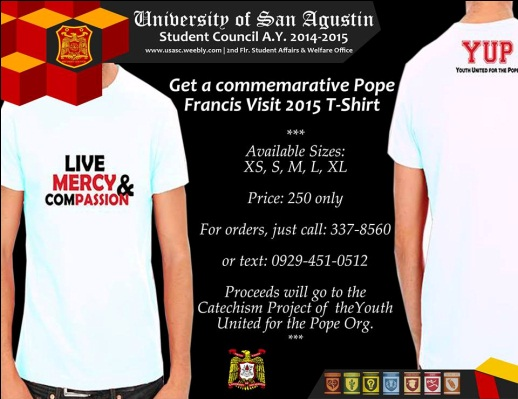 University of San Agustin
Student Council A.Y. 2014-2015
www.usasc.weebly.com | 2nd Flr. Student Affairs & Welfare Office
Get a commemarative Pope
Francis Visit 2015 T-Shirt
***
Available Sizes:
XS, S, M, L, XL
Price: 250 only
For orders, just call: 337-8560
or text: 0929-451-0512
Proceeds will go to the
Catechism Project of theYouth
United for the Pope Org.
***
LIVE
MERCY &
COMPASSION
YUP
YOUTH UNITED FOR THE POPE